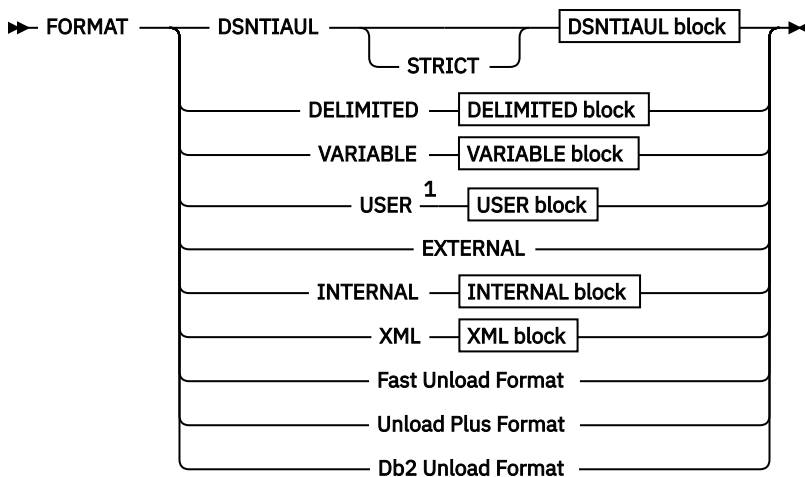 FORMAT DSNTIAUL DSNTIAUL block
STRICT
DELIMITED DELIMITED block
VARIABLE VARIABLE block
USER 1 USER block
EXTERNAL
INTERNAL INTERNAL block
XML XML block
Fast Unload Format
Unload Plus Format
Db2 Unload Format